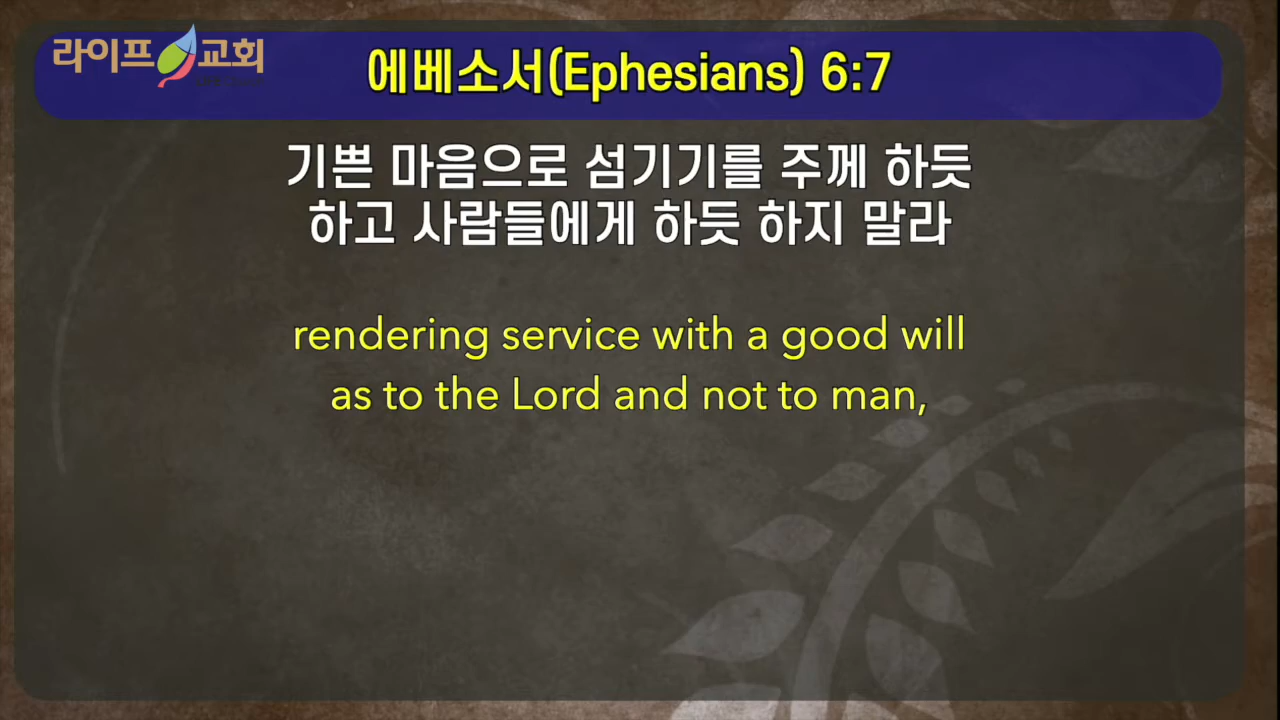 라이프 교회
에베소서(Ephesians) 6:7
기쁜 마음으로 섬기기를 주께 하듯
하고 사람들에게 하듯 하지 말라
rendering service with a good will
as to the Lord and not to man,